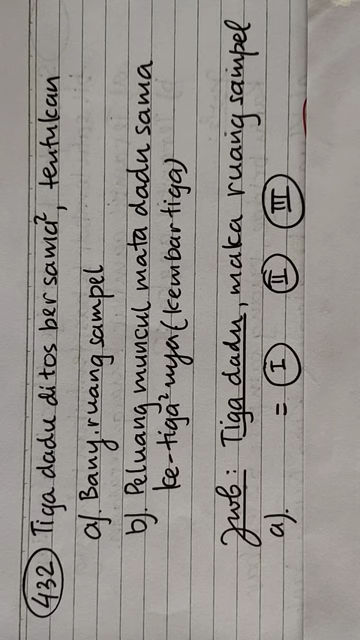 432 Tiga dadu ditos bersama², tentukan
a). Bany. ruang sampel
b). Peluang muncul mata dadu sama
ke-tiga²nya (kembar tiga)
Jwb: Tiga dadu, maka ruang sampel
a). = I II III